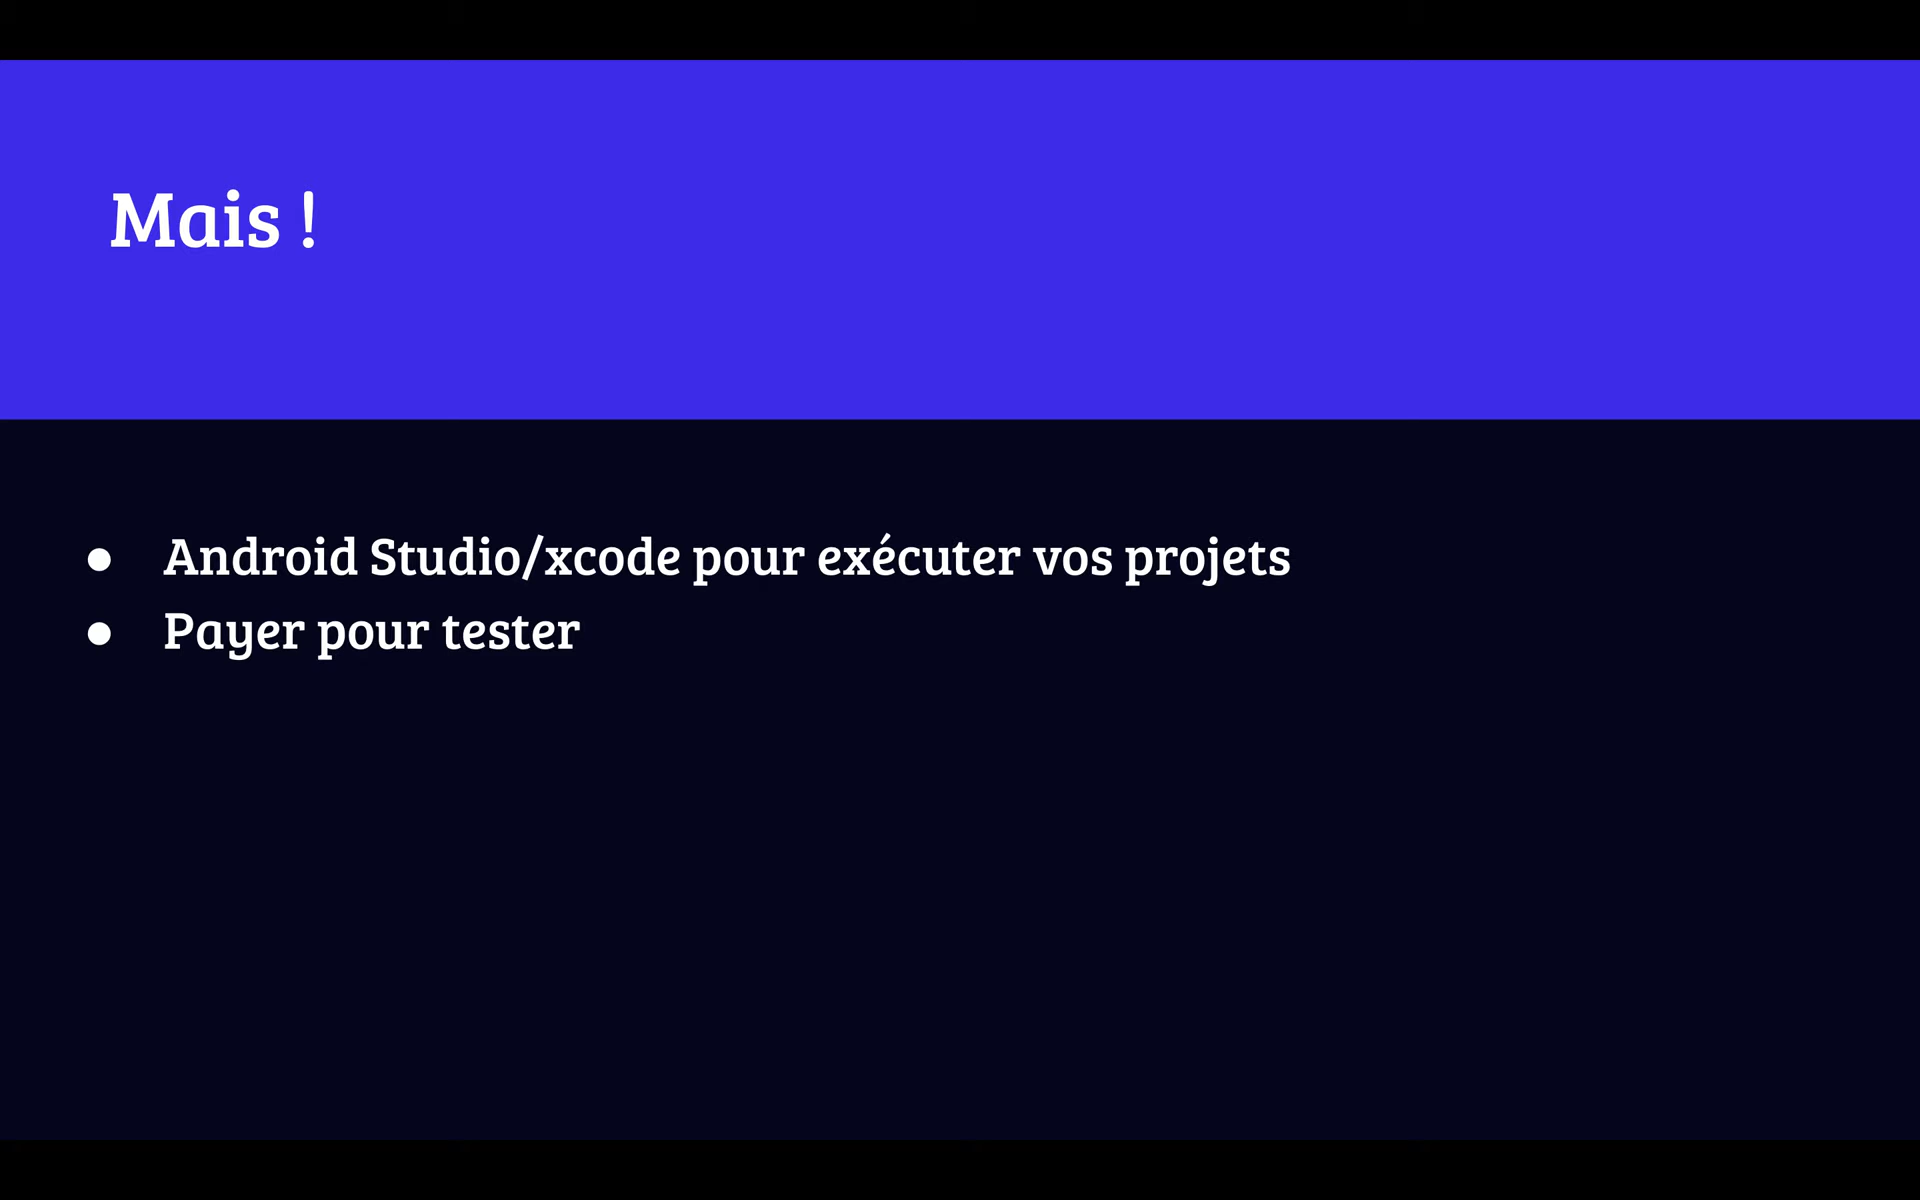 Mais !
● Android Studio/xcode pour exécuter vos projets
● Payer pour tester